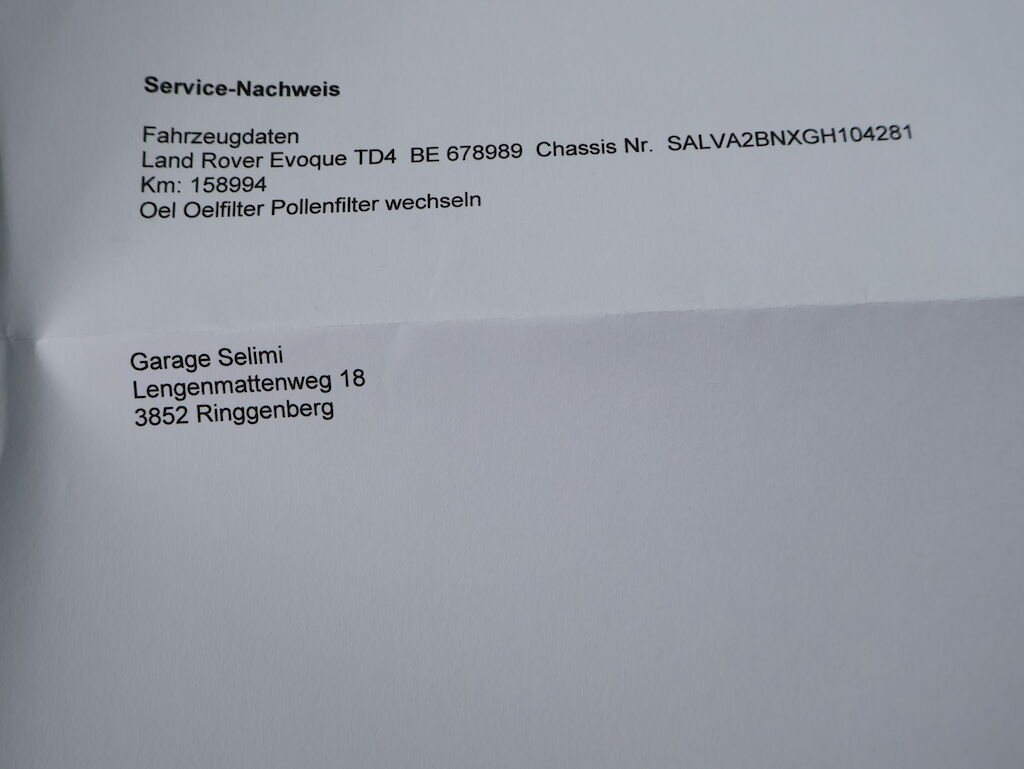 Service-Nachweis
Fahrzeugdaten
Land Rover Evoque TD4 BE 678989 Chassis Nr. SALVA2BNXGH104281
Km: 158994
Oel Oelfilter Pollenfilter wechseln
Garage Selimi
Lengenmattenweg 18
3852 Ringgenberg